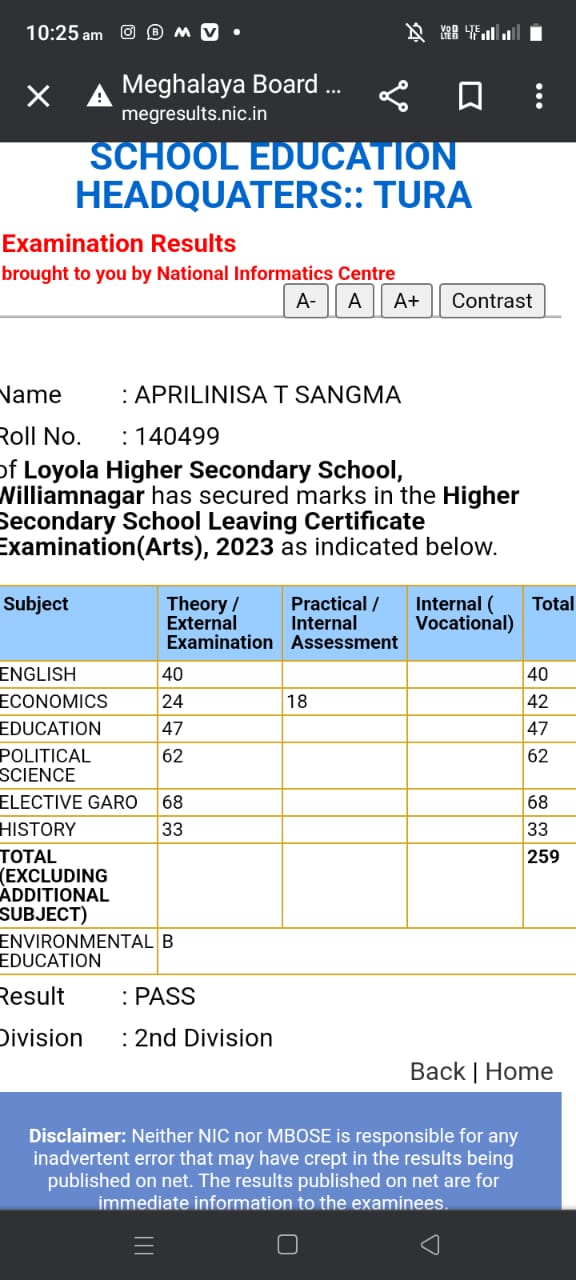 10:25 am
VoD LTE
Meghalaya Board ...
megresults.nic.in
SCHOOL EDUCATION
HEADQUATERS:: TURA
Examination Results
brought to you by National Informatics Centre
A- A A+ Contrast
Name : APRILINISA T SANGMA
Roll No. : 140499
of Loyola Higher Secondary School,
Williamnagar has secured marks in the Higher
Secondary School Leaving Certificate
Examination(Arts), 2023 as indicated below.
Subject Theory / External Examination Practical / Internal Assessment Internal ( Vocational) Total
ENGLISH 40 40
ECONOMICS 24 18 42
EDUCATION 47 47
POLITICAL SCIENCE 62 62
ELECTIVE GARO 68 68
HISTORY 33 33
TOTAL (EXCLUDING ADDITIONAL SUBJECT) 259
ENVIRONMENTAL EDUCATION B
Result : PASS
Division : 2nd Division
Back | Home
Disclaimer: Neither NIC nor MBOSE is responsible for any
inadvertent error that may have crept in the results being
published on net. The results published on net are for
immediate information to the examinees.